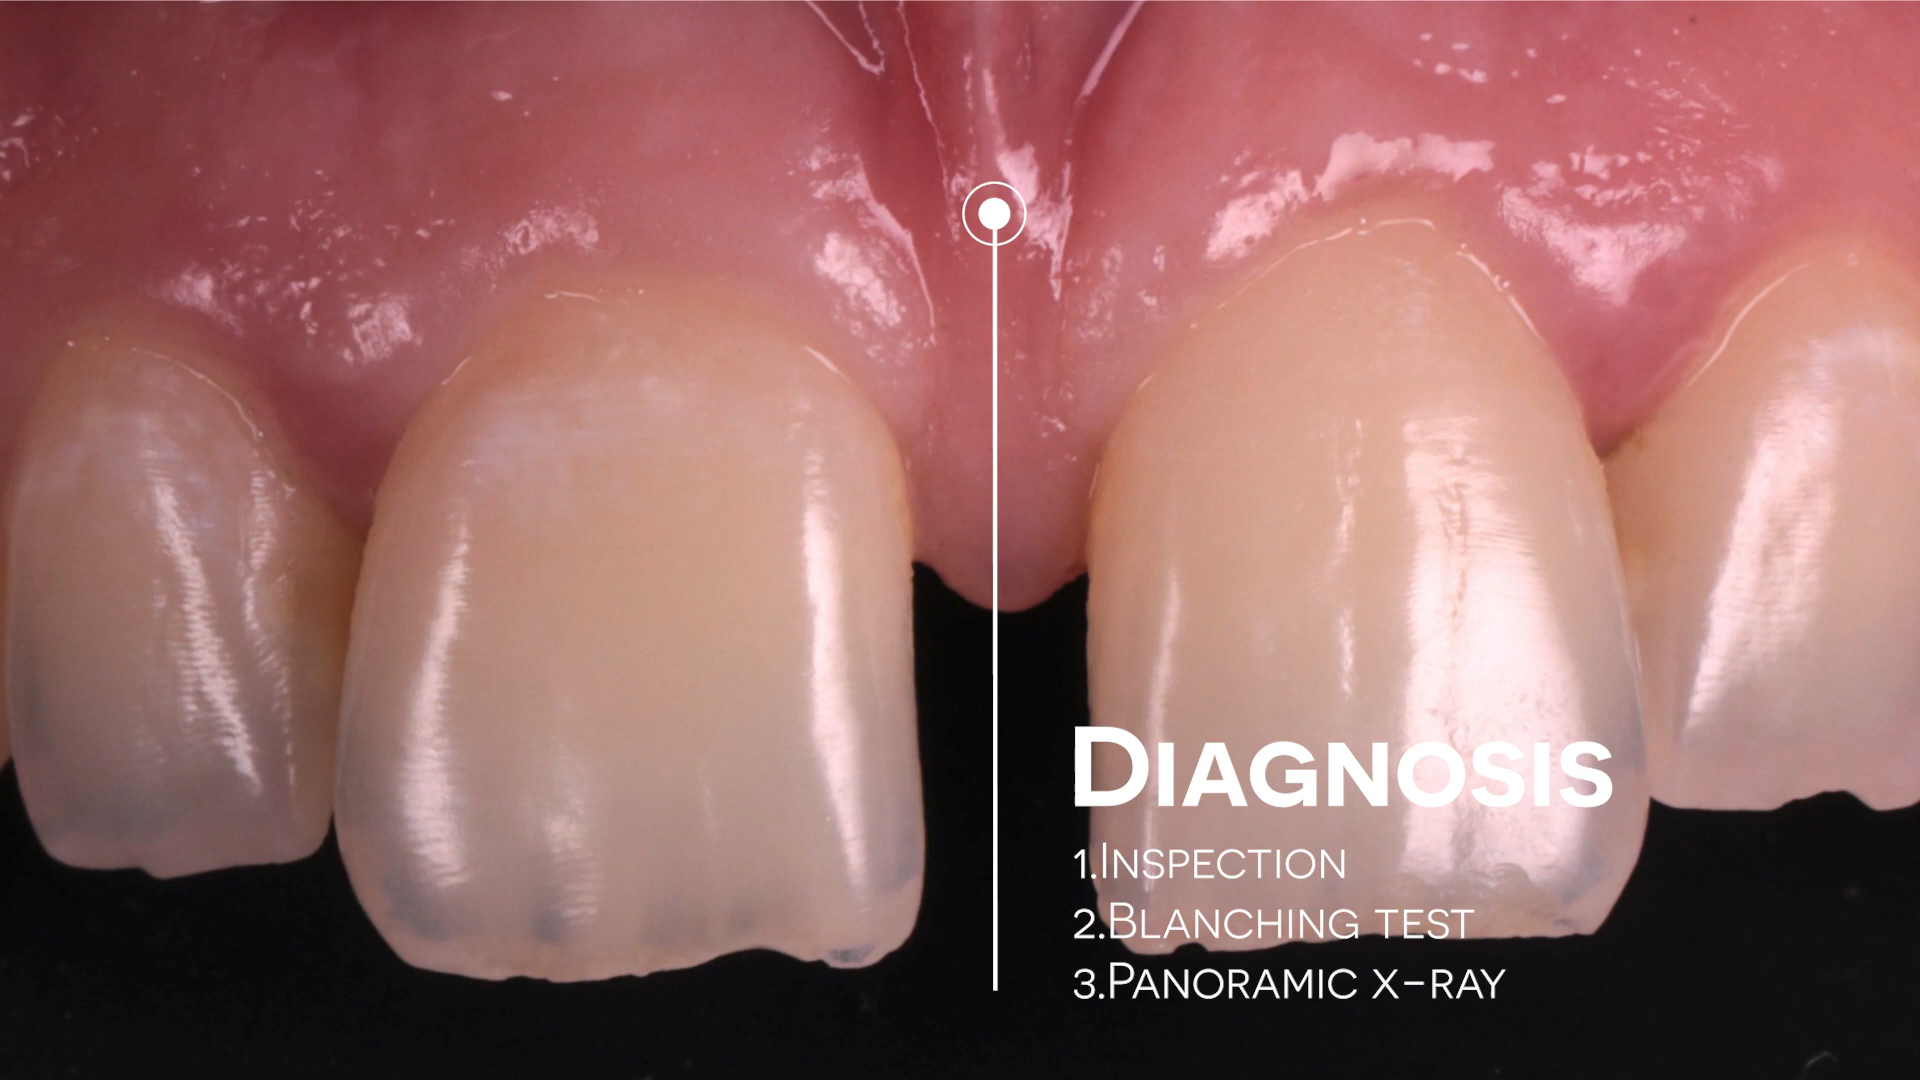 Diagnosis
1.Inspection
2.Blanching test
3.Panoramic x-ray